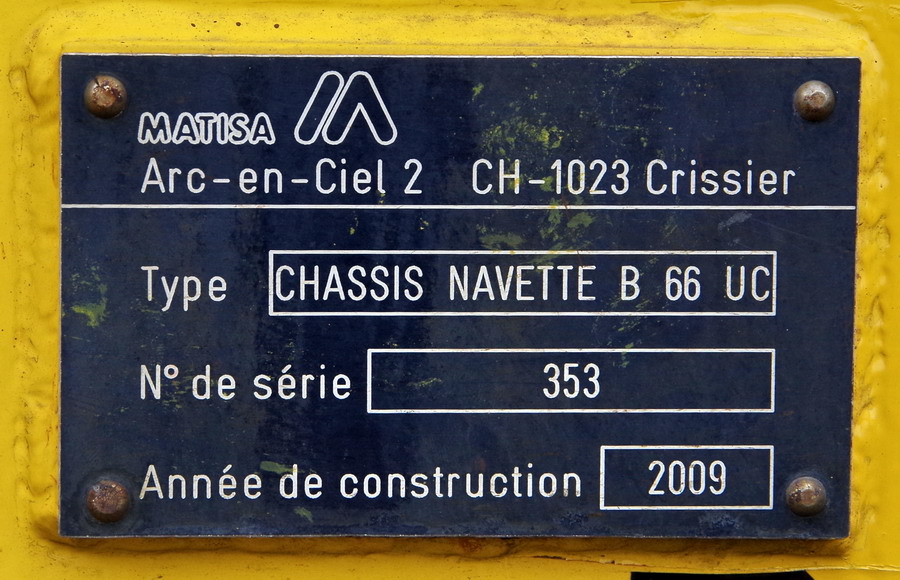 MATISA
Arc-en-Ciel 2 CH-1023 Crissier
Type CHASSIS NAVETTE B 66 UC
N° de série 353
Année de construction 2009